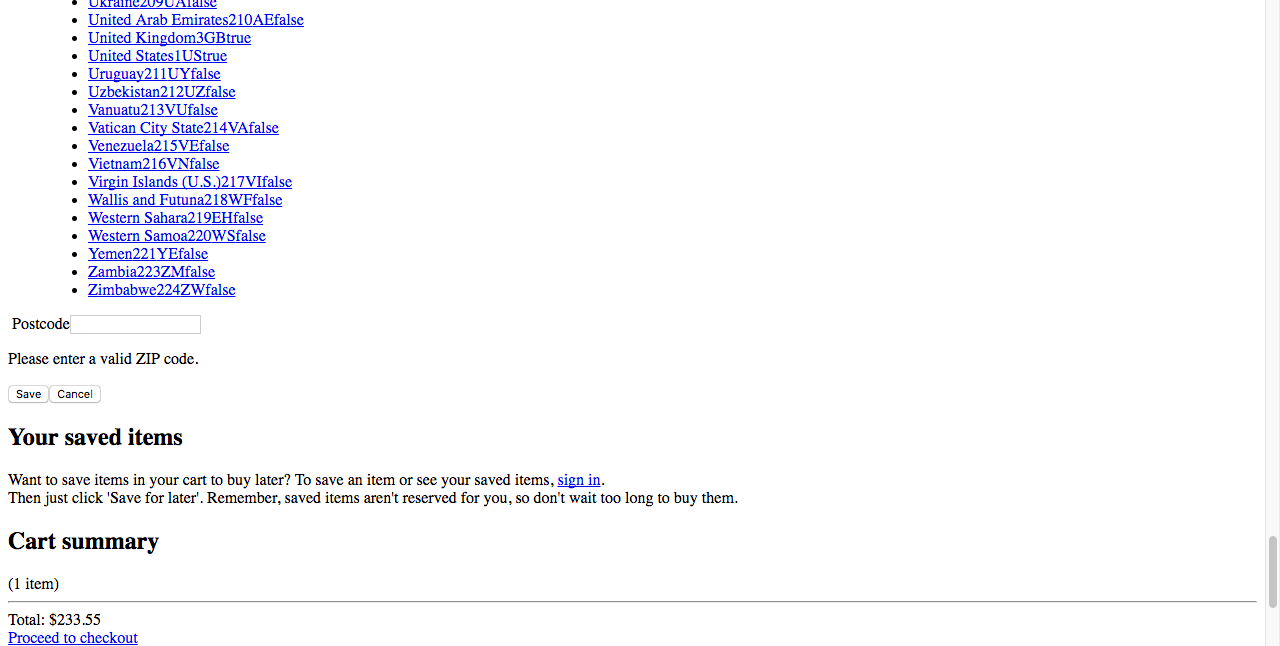 Ukraine209UAfalse
United Arab Emirates210AEfalse
United Kingdom3GBtrue
United States1UStrue
Uruguay211UYfalse
Uzbekistan212UZfalse
Vanuatu213VUfalse
Vatican City State214VAfalse
Venezuela215VEfalse
Vietnam216VNfalse
Virgin Islands (U.S.)217VIfalse
Wallis and Futuna218WFfalse
Western Sahara219EHfalse
Western Samoa220WSfalse
Yemen221YEfalse
Zambia223ZMfalse
Zimbabwe224ZWfalse
Postcode
Please enter a valid ZIP code.
Save Cancel
Your saved items
Want to save items in your cart to buy later? To save an item or see your saved items, sign in.
Then just click 'Save for later'. Remember, saved items aren't reserved for you, so don't wait too long to buy them.
Cart summary
(1 item)
Total: $233.55
Proceed to checkout